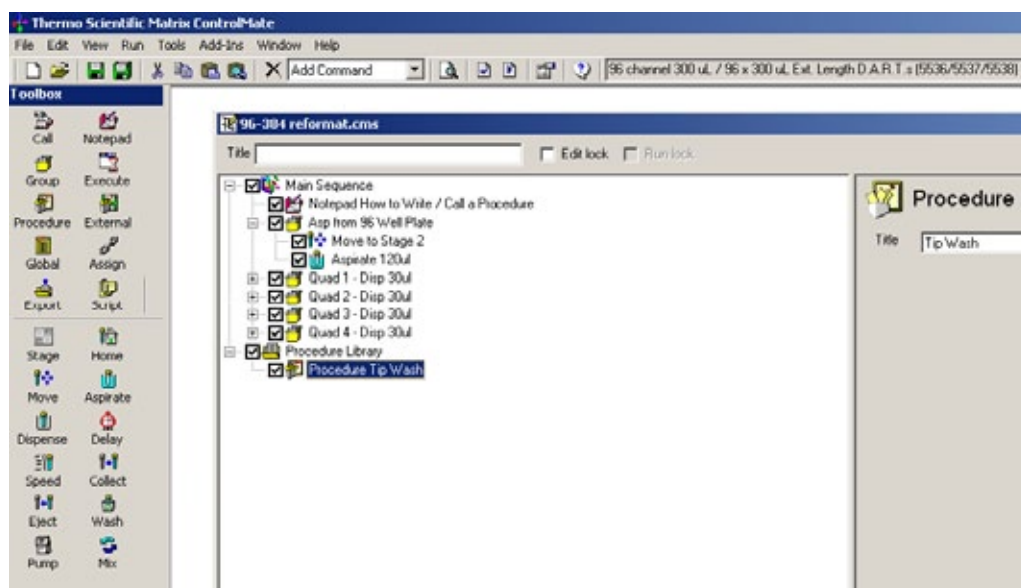 Thermo Scientific Matrix ControlMate
File Edit View Run Tools Add-Ins Window Help
Add Command 96 channel 300 uL / 96 x 300 uL Ext. Length D.A.R.T.s (5536/5537/5538)
Toolbox
Call Notepad
Group Execute
Procedure External
Global Assign
Export Script
Stage Home
Move Aspirate
Dispense Delay
Speed Collect
Eject Wash
Pump Mix
96-384 reformat.cms
Title Edit lock Run lock
Main Sequence
Notepad How to Write / Call a Procedure
Asp from 96 Well Plate
Move to Stage 2
Aspirate 120ul
Quad 1 - Disp 30ul
Quad 2 - Disp 30ul
Quad 3 - Disp 30ul
Quad 4 - Disp 30ul
Procedure Library
Procedure Tip Wash
Procedure
Title Tip Wash